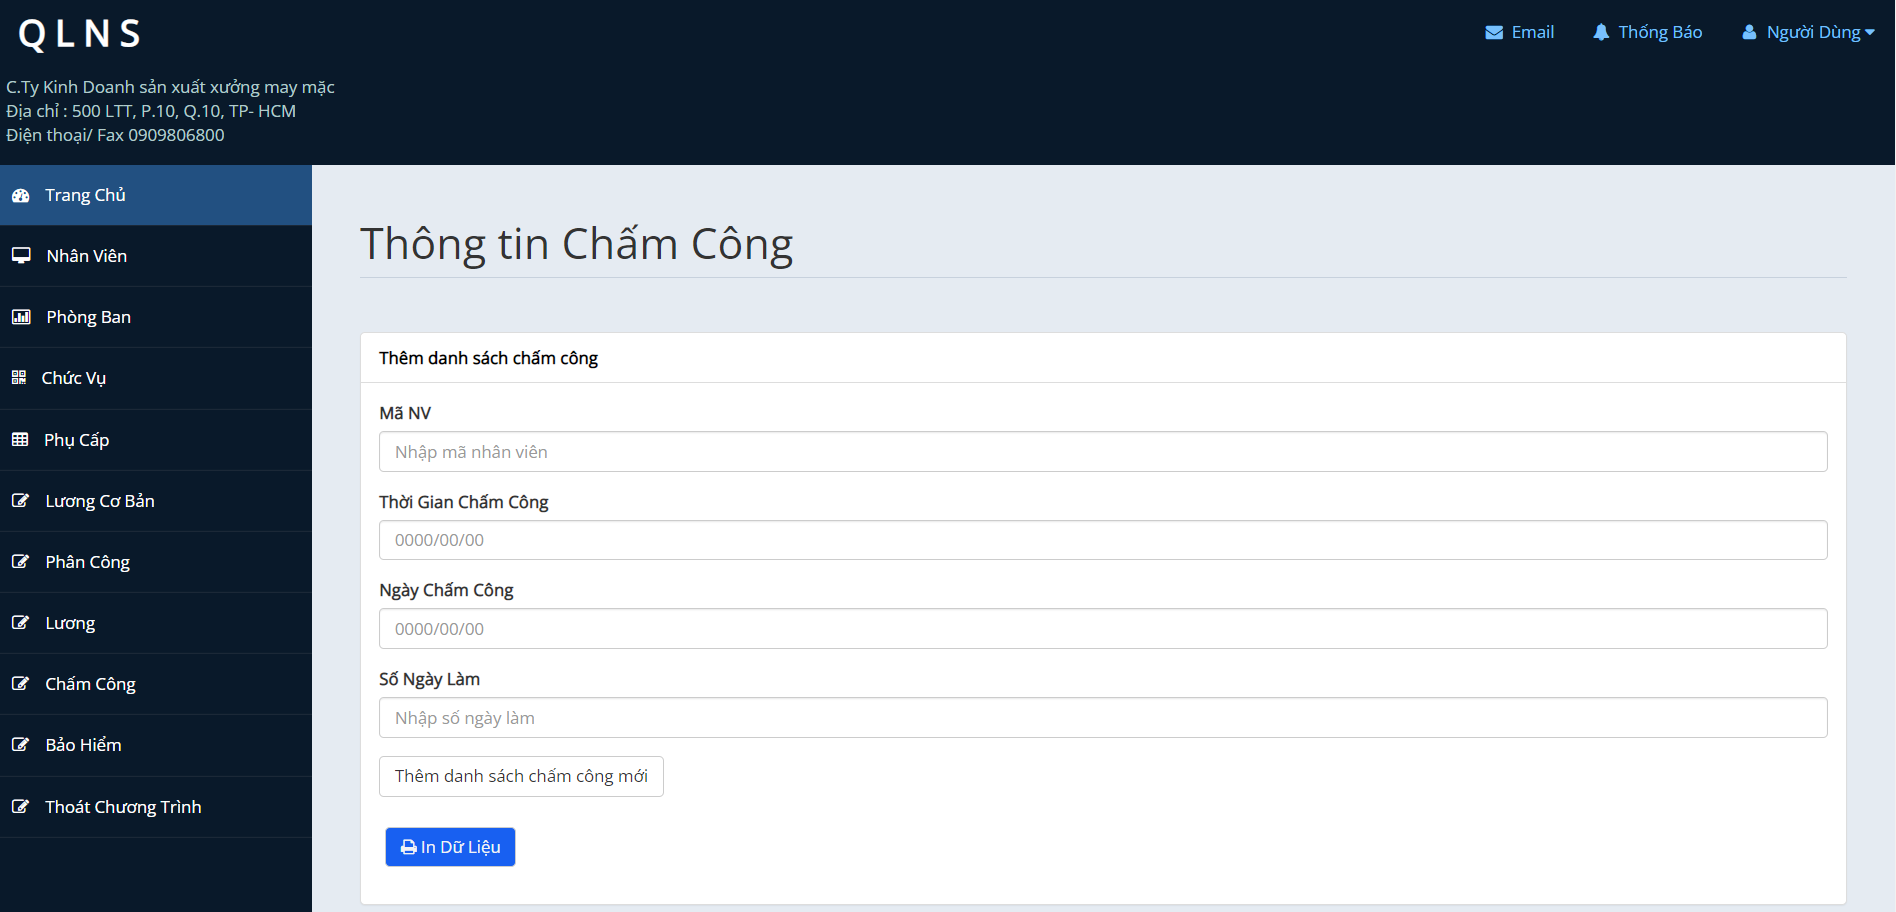 QLNS
Email
Thống Báo
Người Dùng
C.Ty Kinh Doanh sản xuất xưởng may mặc
Địa chỉ : 500 LTT, P.10, Q.10, TP- HCM
Điện thoại/ Fax 0909806800
Trang Chủ
Nhân Viên
Phòng Ban
Chức Vụ
Phụ Cấp
Lương Cơ Bản
Phân Công
Lương
Chấm Công
Bảo Hiểm
Thoát Chương Trình
Thông tin Chấm Công
Thêm danh sách chấm công
Mã NV
Nhập mã nhân viên
Thời Gian Chấm Công
0000/00/00
Ngày Chấm Công
0000/00/00
Số Ngày Làm
Nhập số ngày làm
Thêm danh sách chấm công mới
In Dữ Liệu